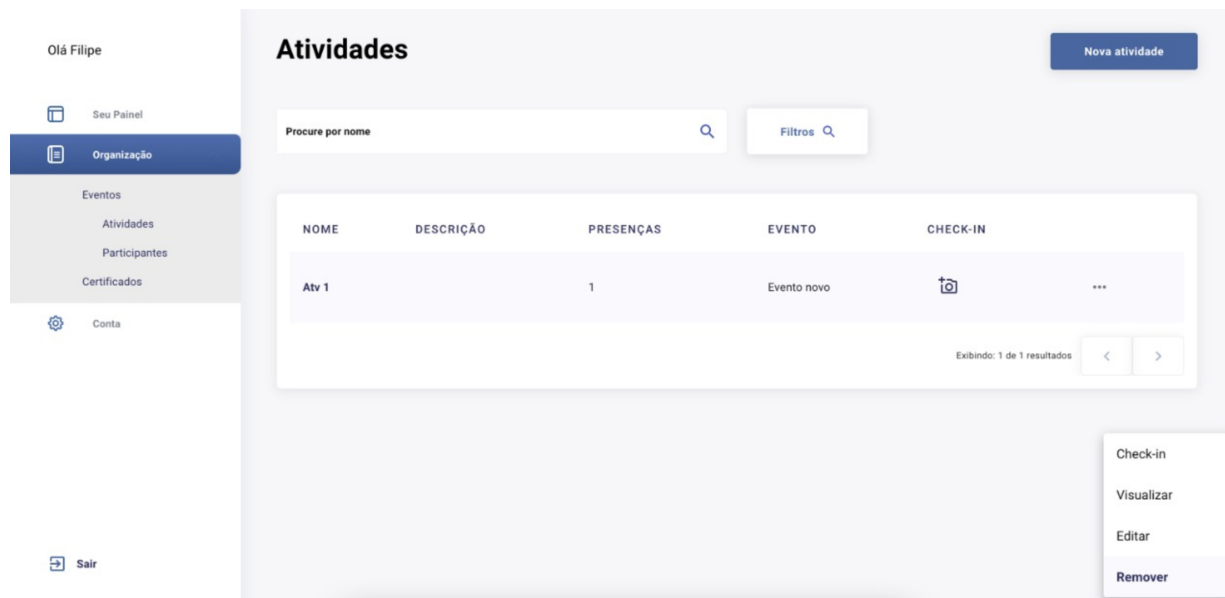 Olá Filipe
Seu Painel
Organização
Eventos
Atividades
Participantes
Certificados
Conta
Sair
Atividades
Nova atividade
Procure por nome
Filtros
NOME DESCRIÇÃO PRESENÇAS EVENTO CHECK-IN
Atv 1 1 Evento novo ...
Exibindo: 1 de 1 resultados < >
Check-in
Visualizar
Editar
Remover